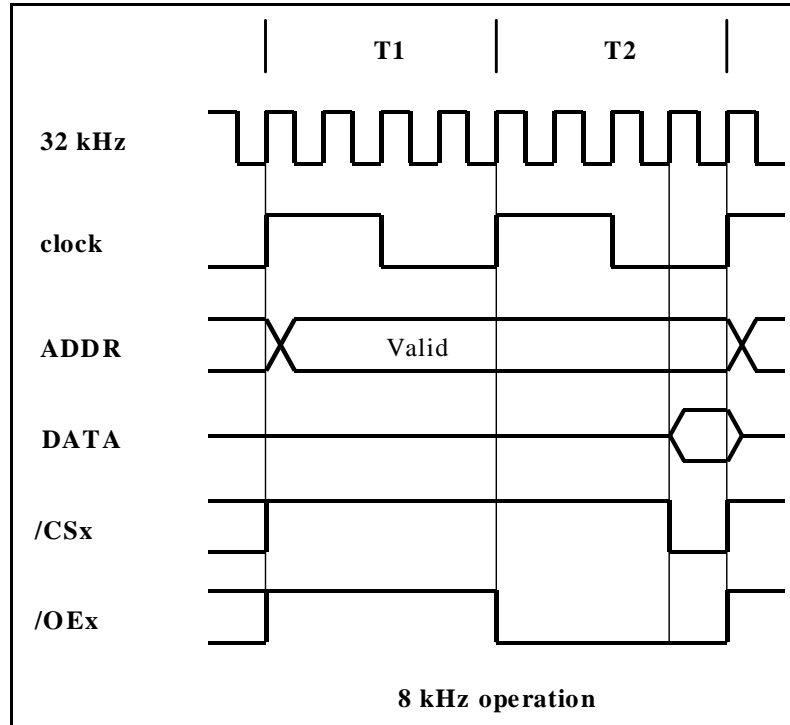 T1 T2
32 kHz
clock
ADDR Valid
DATA
/CSx
/OEx
8 kHz operation